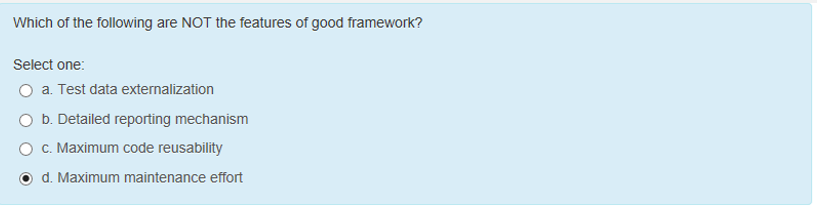 Which of the following are NOT the features of good framework?
Select one:
a. Test data externalization
b. Detailed reporting mechanism
c. Maximum code reusability
d. Maximum maintenance effort